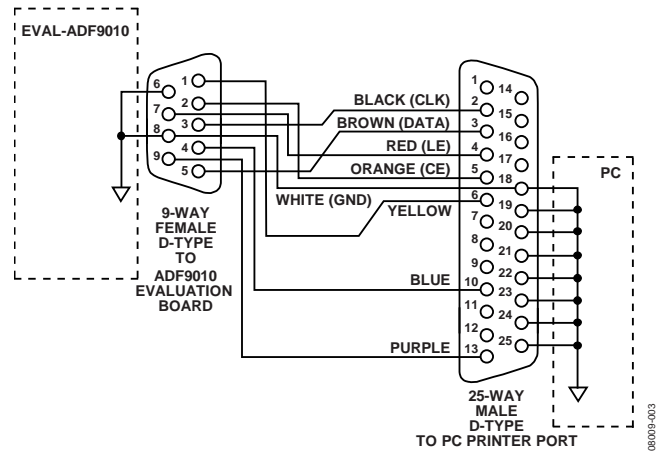 EVAL-ADF9010
6
7
8
9
1
2
3
4
5
9-WAY
FEMALE
D-TYPE
TO
ADF9010
EVALUATION
BOARD
BLACK (CLK)
BROWN (DATA)
RED (LE)
ORANGE (CE)
WHITE (GND)
YELLOW
BLUE
PURPLE
1
2
3
4
5
6
7
8
9
10
11
12
13
14
15
16
17
18
19
20
21
22
23
24
25
25-WAY
MALE
D-TYPE
TO PC PRINTER PORT
PC
08009-003